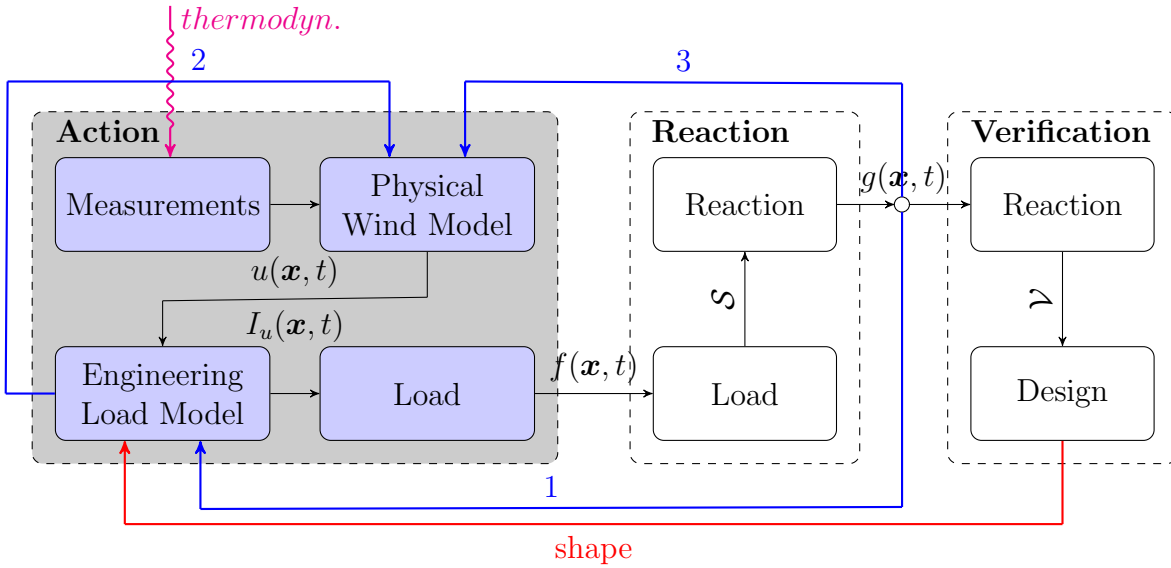 thermodyn.
2
3
Action
Reaction
Verification
Measurements
Physical
Wind Model
Reaction
g(x, t)
Reaction
u(x, t)
I_u(x, t)
S
V
Engineering
Load Model
Load
f(x, t)
Load
Design
1
shape